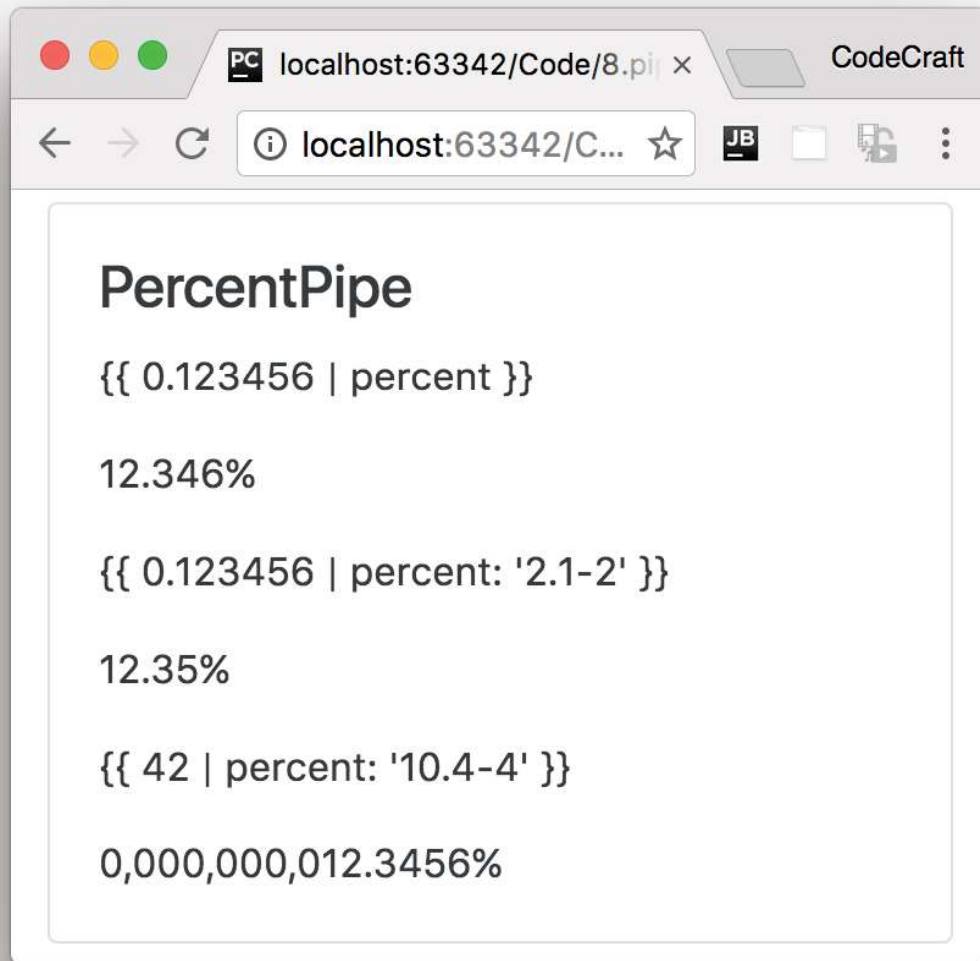 PC localhost:63342/Code/8.pi CodeCraft
localhost:63342/C... JB
PercentPipe
{{ 0.123456 | percent }}
12.346%
{{ 0.123456 | percent: '2.1-2' }}
12.35%
{{ 42 | percent: '10.4-4' }}
0,000,000,012.3456%